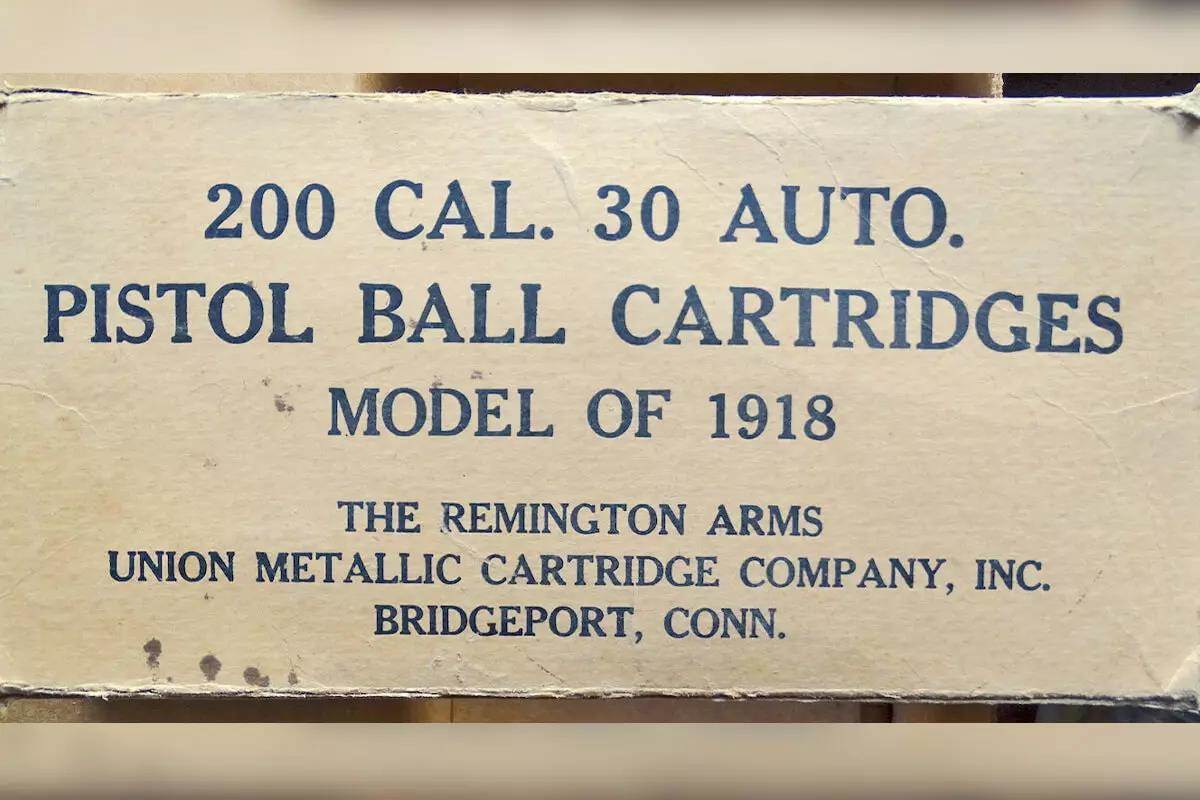 200 CAL. 30 AUTO.
PISTOL BALL CARTRIDGES
MODEL OF 1918
THE REMINGTON ARMS
UNION METALLIC CARTRIDGE COMPANY, INC.
BRIDGEPORT, CONN.